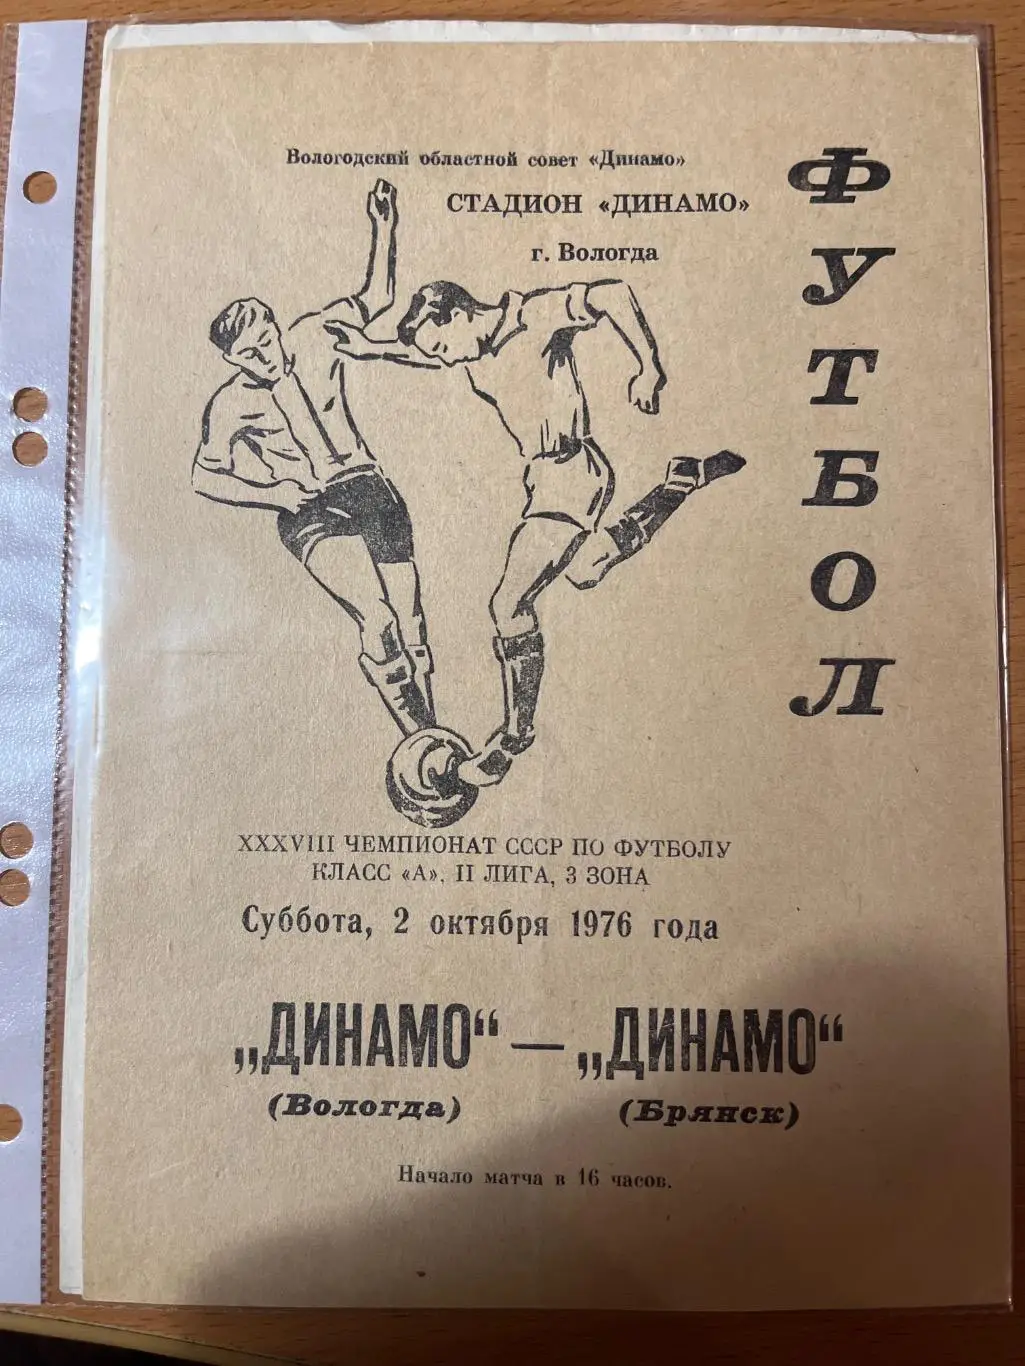 Вологодский областной совет «Динамо»
СТАДИОН «ДИНАМО»
г. Вологда
ФУТБОЛ
XXXVIII ЧЕМПИОНАТ СССР ПО ФУТБОЛУ
КЛАСС «А», II ЛИГА, 3 ЗОНА
Суббота, 2 октября 1976 года
„ДИНАМО“ — „ДИНАМО“
(Вологда) (Брянск)
Начало матча в 16 часов.